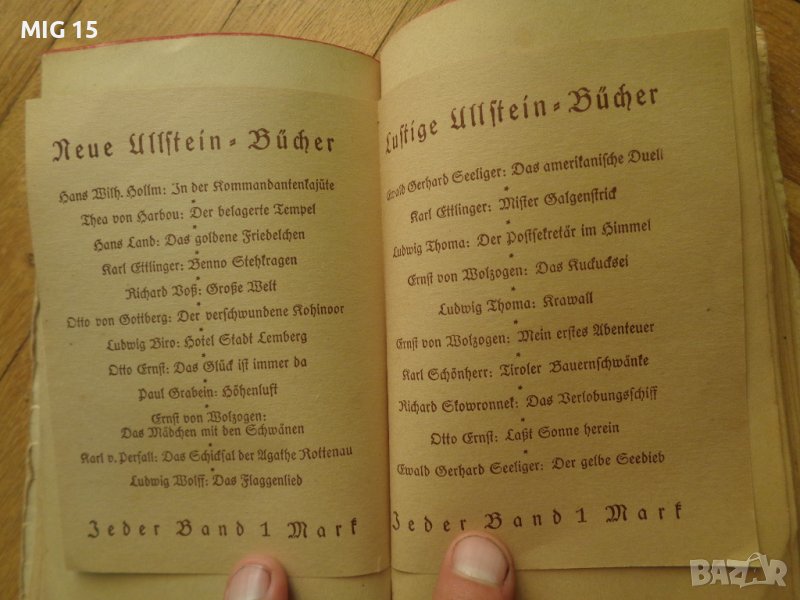 MIG 15
Neue Ullstein-Bücher
Hans Wilh. Hollm: In der Kommandantenkajüte
*
Thea von Harbou: Der belagerte Tempel
*
Hans Land: Das goldene Friedelchen
*
Karl Ettlinger: Benno Stehkragen
*
Richard Voß: Große Welt
*
Otto von Gottberg: Der verschwundene Kohinoor
*
Ludwig Biro: Hotel Stadt Lemberg
*
Otto Ernst: Das Glück ist immer da
*
Paul Grabein: Höhenluft
*
Ernst von Wolzogen:
Das Mädchen mit den Schwänen
*
Karl v. Perfall: Das Schicksal der Agathe Rottenau
*
Ludwig Wolff: Das Flaggenlied
Jeder Band 1 Mark
Lustige Ullstein-Bücher
Ewald Gerhard Seeliger: Das amerikanische Duell
*
Karl Ettlinger: Mister Galgenstrick
*
Ludwig Thoma: Der Postsekretär im Himmel
*
Ernst von Wolzogen: Das Kuckucksei
*
Ludwig Thoma: Krawall
*
Ernst von Wolzogen: Mein erstes Abenteuer
*
Karl Schönherr: Tiroler Bauernschwänke
*
Richard Skowronnek: Das Verlobungsschiff
*
Otto Ernst: Laßt Sonne herein
*
Ewald Gerhard Seeliger: Der gelbe Seedieb
Jeder Band 1 Mark
BAZAR